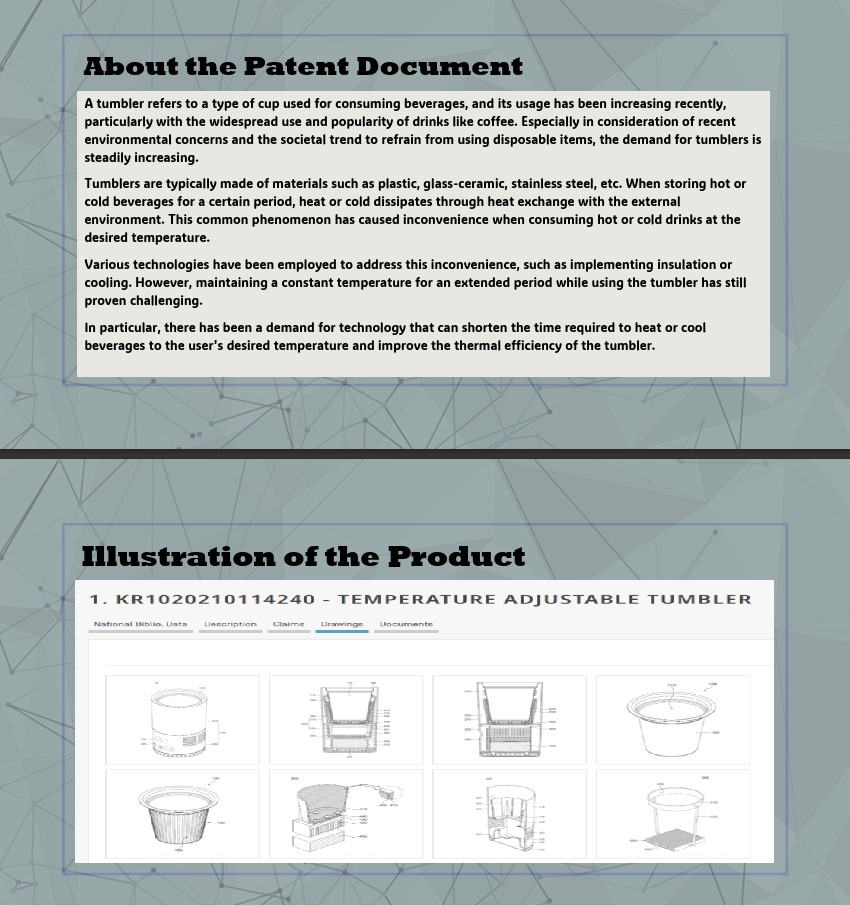 About the Patent Document
A tumbler refers to a type of cup used for consuming beverages, and its usage has been increasing recently,
particularly with the widespread use and popularity of drinks like coffee. Especially in consideration of recent
environmental concerns and the societal trend to refrain from using disposable items, the demand for tumblers is
steadily increasing.
Tumblers are typically made of materials such as plastic, glass-ceramic, stainless steel, etc. When storing hot or
cold beverages for a certain period, heat or cold dissipates through heat exchange with the external
environment. This common phenomenon has caused inconvenience when consuming hot or cold drinks at the
desired temperature.
Various technologies have been employed to address this inconvenience, such as implementing insulation or
cooling. However, maintaining a constant temperature for an extended period while using the tumbler has still
proven challenging.
In particular, there has been a demand for technology that can shorten the time required to heat or cool
beverages to the user's desired temperature and improve the thermal efficiency of the tumbler.
Illustration of the Product
1. KR1020210114240 - TEMPERATURE ADJUSTABLE TUMBLER
National Biblio. Data Description Claims Drawings Documents